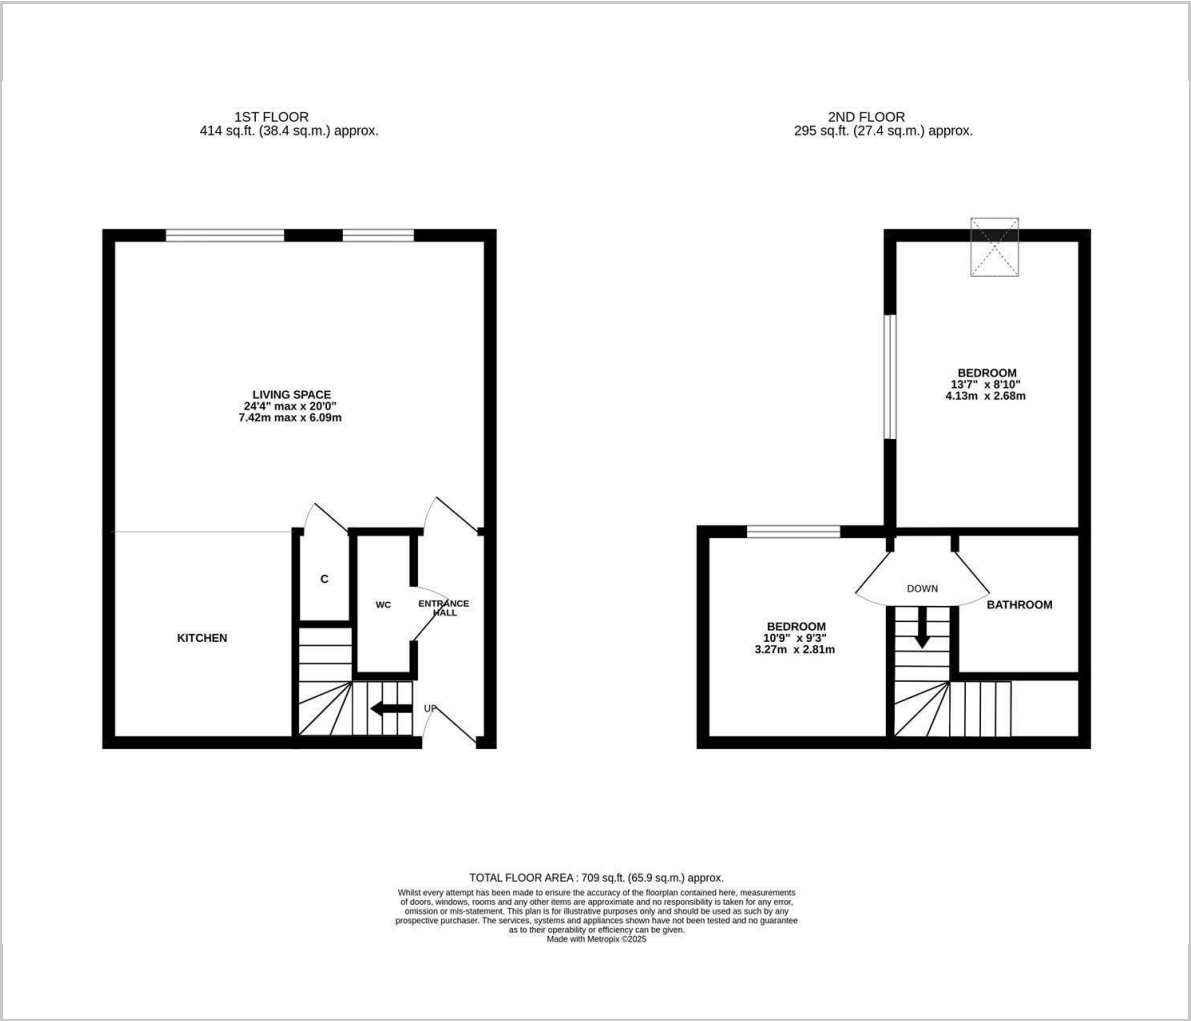 1ST FLOOR
414 sq.ft. (38.4 sq.m.) approx.
LIVING SPACE
24'4" max x 20'0"
7.42m max x 6.09m
C
WC
ENTRANCE
HALL
KITCHEN
UP
2ND FLOOR
295 sq.ft. (27.4 sq.m.) approx.
BEDROOM
13'7" x 8'10"
4.13m x 2.68m
DOWN
BATHROOM
BEDROOM
10'9" x 9'3"
3.27m x 2.81m
TOTAL FLOOR AREA : 709 sq.ft. (65.9 sq.m.) approx.
Whilst every attempt has been made to ensure the accuracy of the floorplan contained here, measurements
of doors, windows, rooms and any other items are approximate and no responsibility is taken for any error,
omission or mis-statement. This plan is for illustrative purposes only and should be used as such by any
prospective purchaser. The services, systems and appliances shown have not been tested and no guarantee
as to their operability or efficiency can be given.
Made with Metropix ©2025